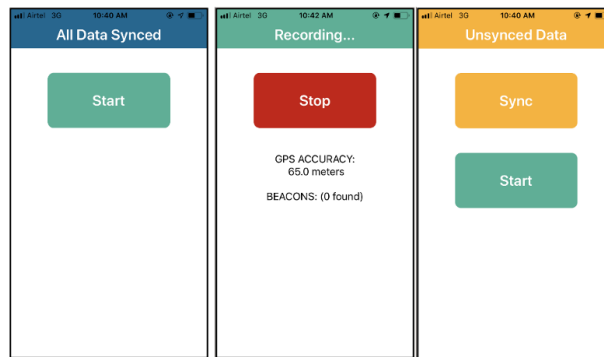 Airtel 3G 10:40 AM
All Data Synced
Start
Airtel 3G 10:42 AM
Recording...
Stop
GPS ACCURACY:
65.0 meters
BEACONS: (0 found)
Airtel 3G 10:40 AM
Unsynced Data
Sync
Start